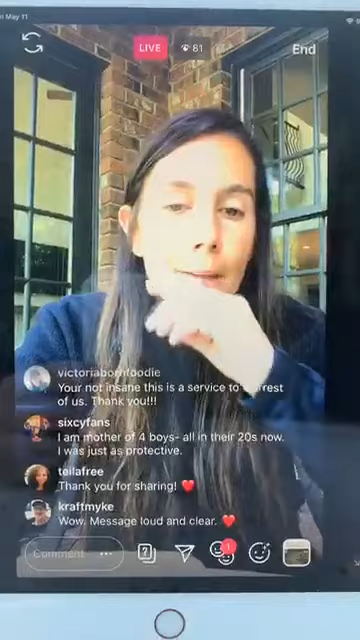 May 11
LIVE
81
End
victoriabornfoodie
Your not insane this is a service to rest
of us. Thank you!!!
sixcyfans
I am mother of 4 boys- all in their 20s now.
I was just as protective.
teilafree
Thank you for sharing! ❤️
kraftmyke
Wow. Message loud and clear. ❤️
Comment
1